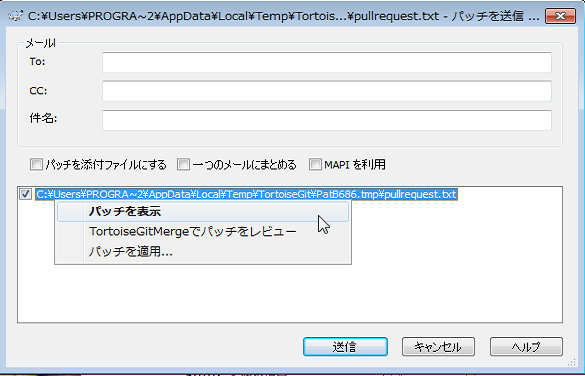 C:¥Users¥PROGRA~2¥AppData¥Local¥Temp¥Tortois...¥pullrequest.txt - パッチを送信 ...
メール
To:
CC:
件名:
パッチを添付ファイルにする 一つのメールにまとめる MAPI を利用
C:¥Users¥PROGRA~2¥AppData¥Local¥Temp¥TortoiseGit¥Pat8686.tmp¥pullrequest.txt
パッチを表示
TortoiseGitMergeでパッチをレビュー
パッチを適用...
送信 キャンセル ヘルプ